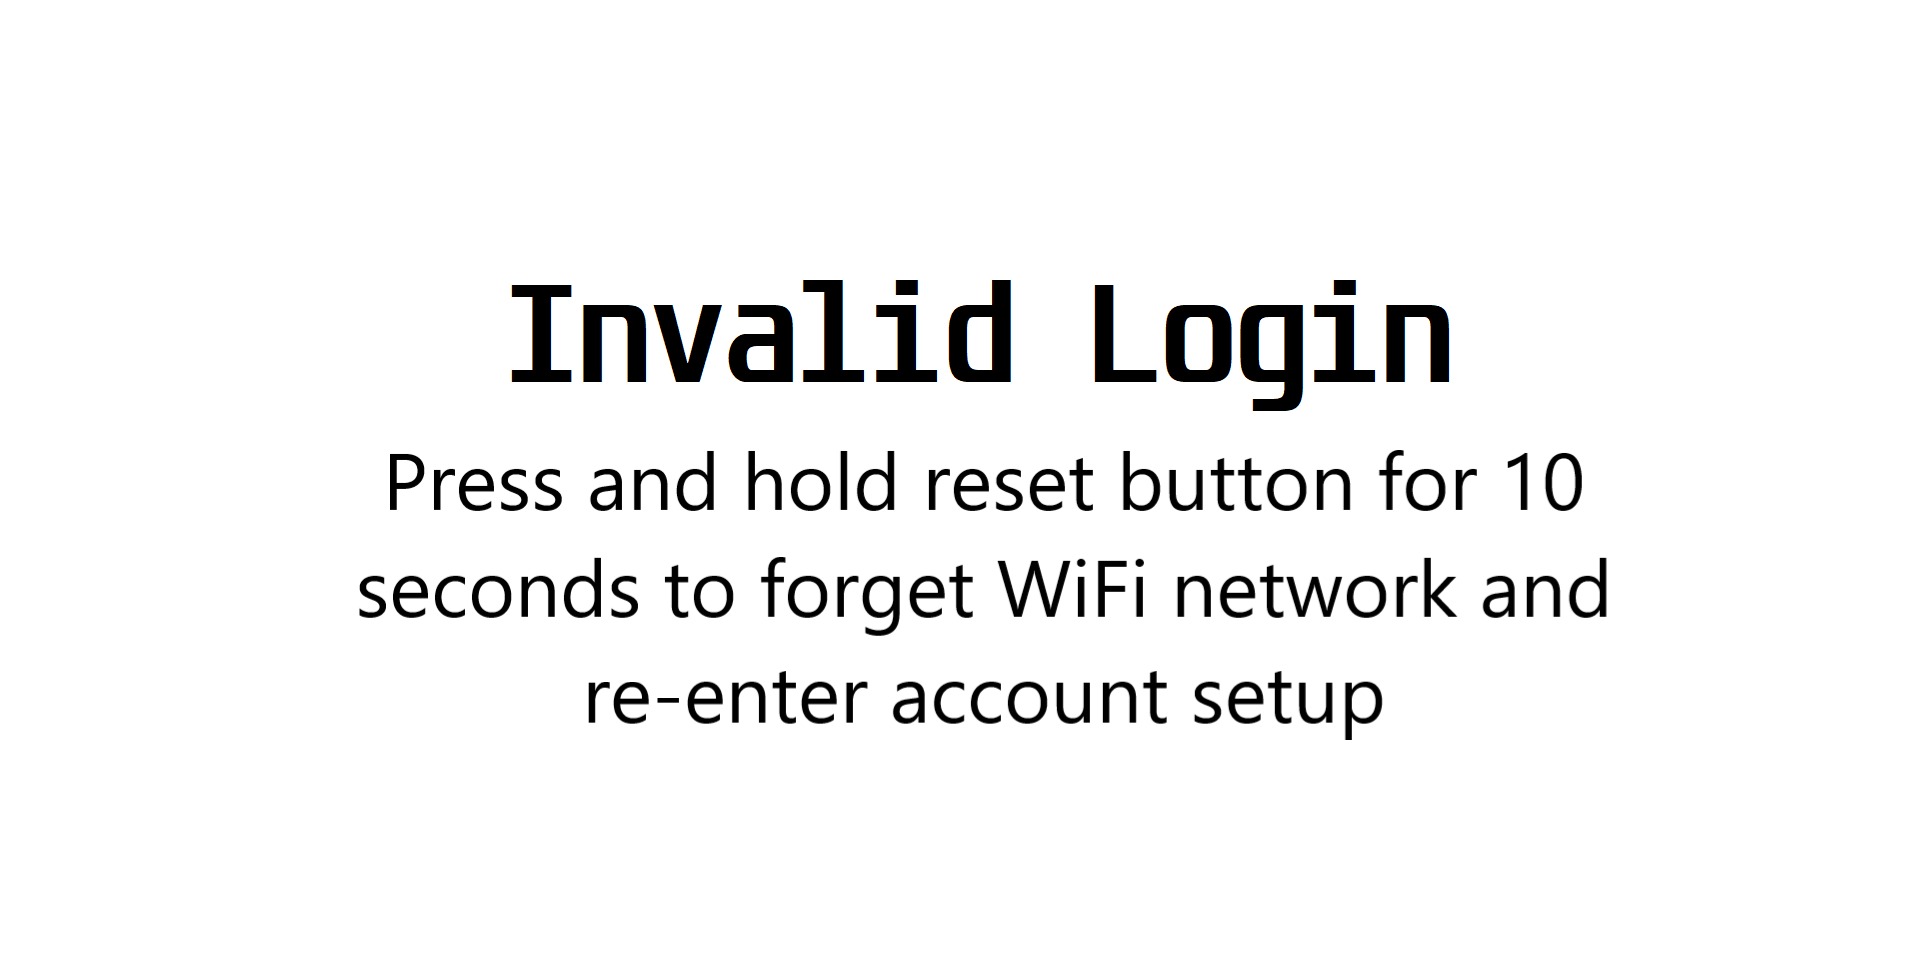 Invalid Login
Press and hold reset button for 10
seconds to forget WiFi network and
re-enter account setup